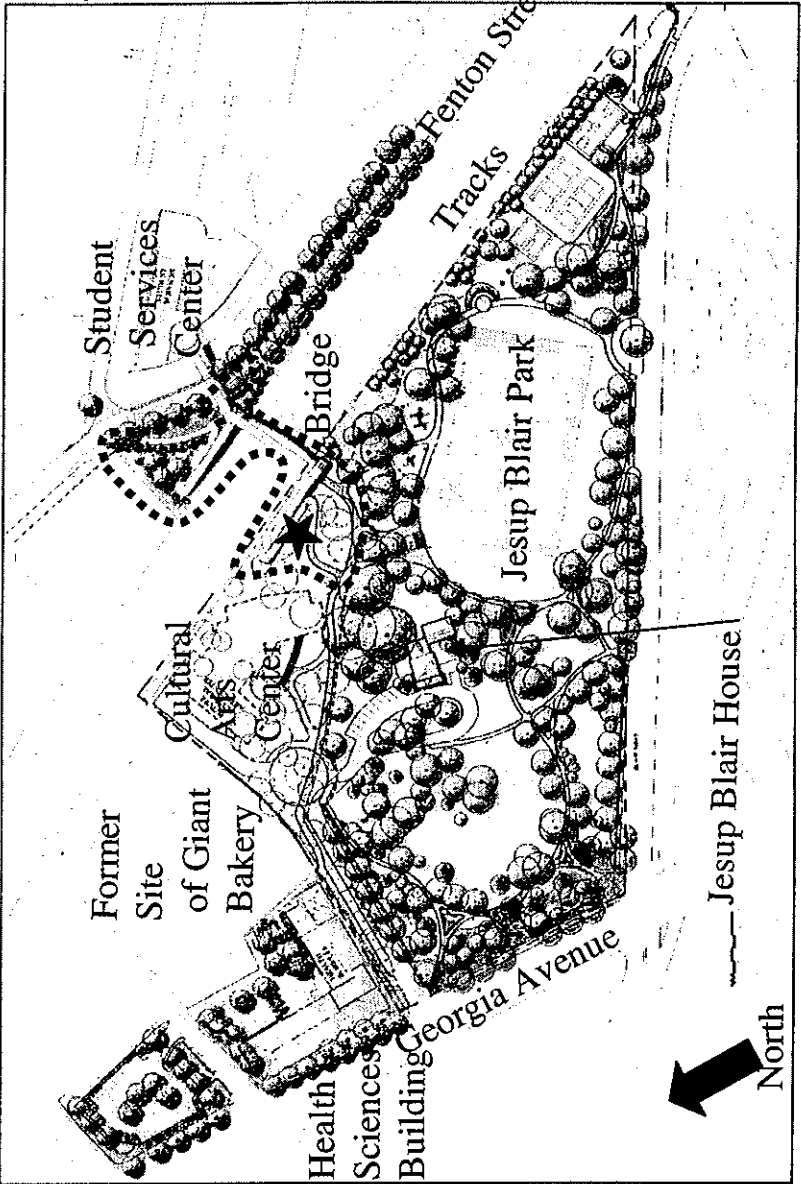 Student
Services
Center
Fenton Stre
Tracks
Bridge
Jesup Blair Park
Cultural
Arts
Center
Former
Site
of Giant
Bakery
Jesup Blair House
Georgia Avenue
Health
Sciences
Building
North